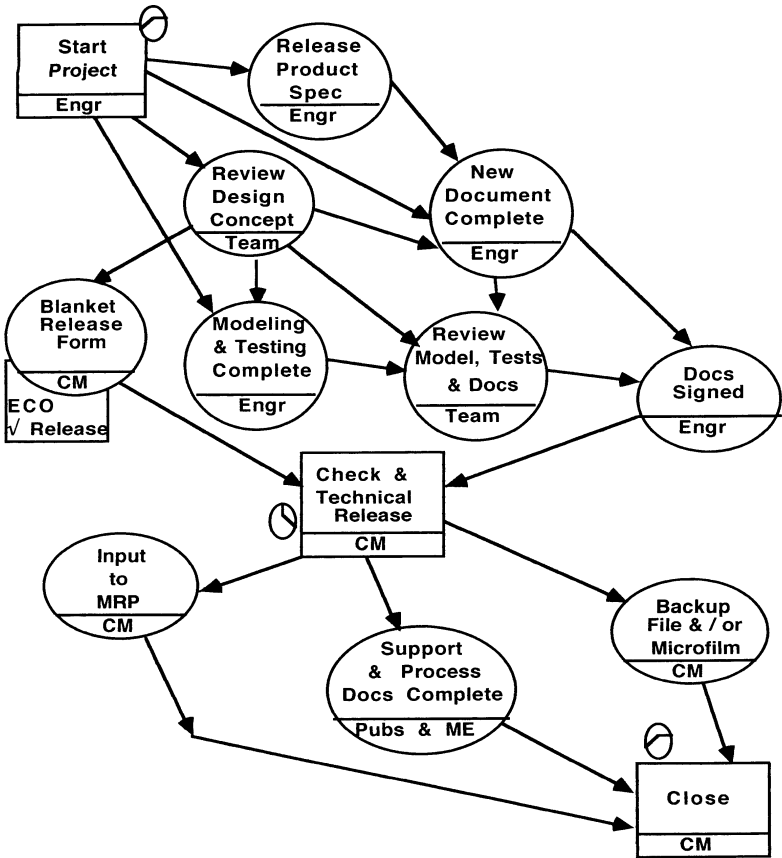 Start
Project
Engr
Release
Product
Spec
Engr
Review
Design
Concept
Team
New
Document
Complete
Engr
Blanket
Release
Form
CM
ECO
√ Release
Modeling
& Testing
Complete
Engr
Review
Model, Tests
& Docs
Team
Docs
Signed
Engr
Check &
Technical
Release
CM
Input
to
MRP
CM
Support
& Process
Docs Complete
Pubs & ME
Backup
File & / or
Microfilm
CM
Close
CM